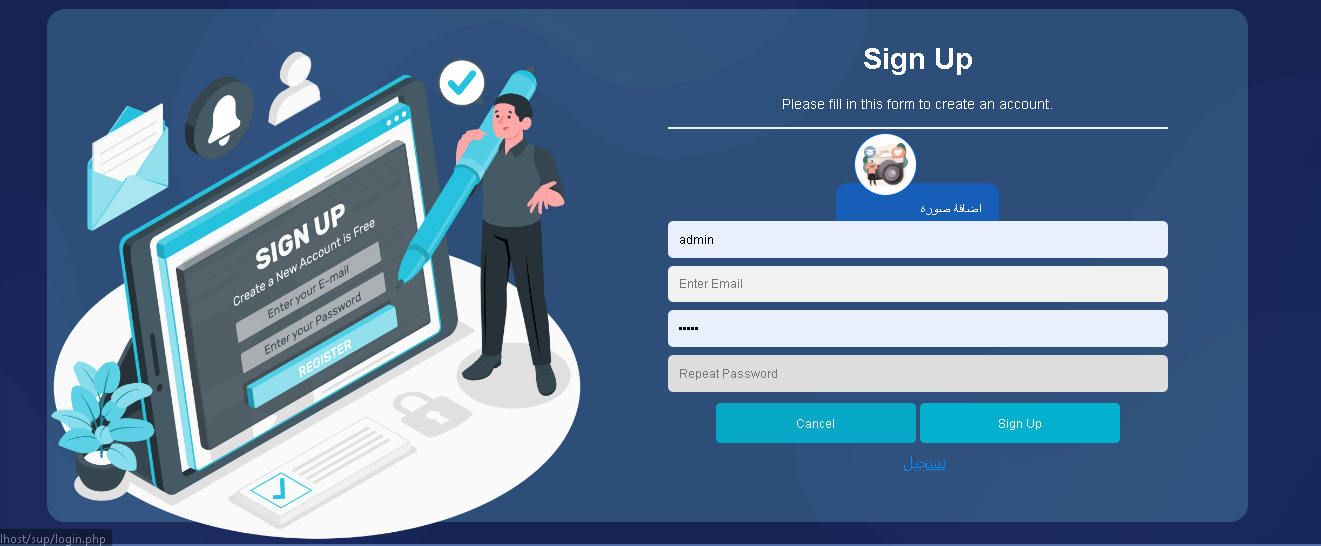 Sign Up
Please fill in this form to create an account.
اضافة صورة
admin
Enter Email
•••••
Repeat Password
Cancel
Sign Up
تسجيل
SIGN UP
Create a New Account is Free
Enter your E-mail
Enter your Password
REGISTER
lhost/sup/login.php